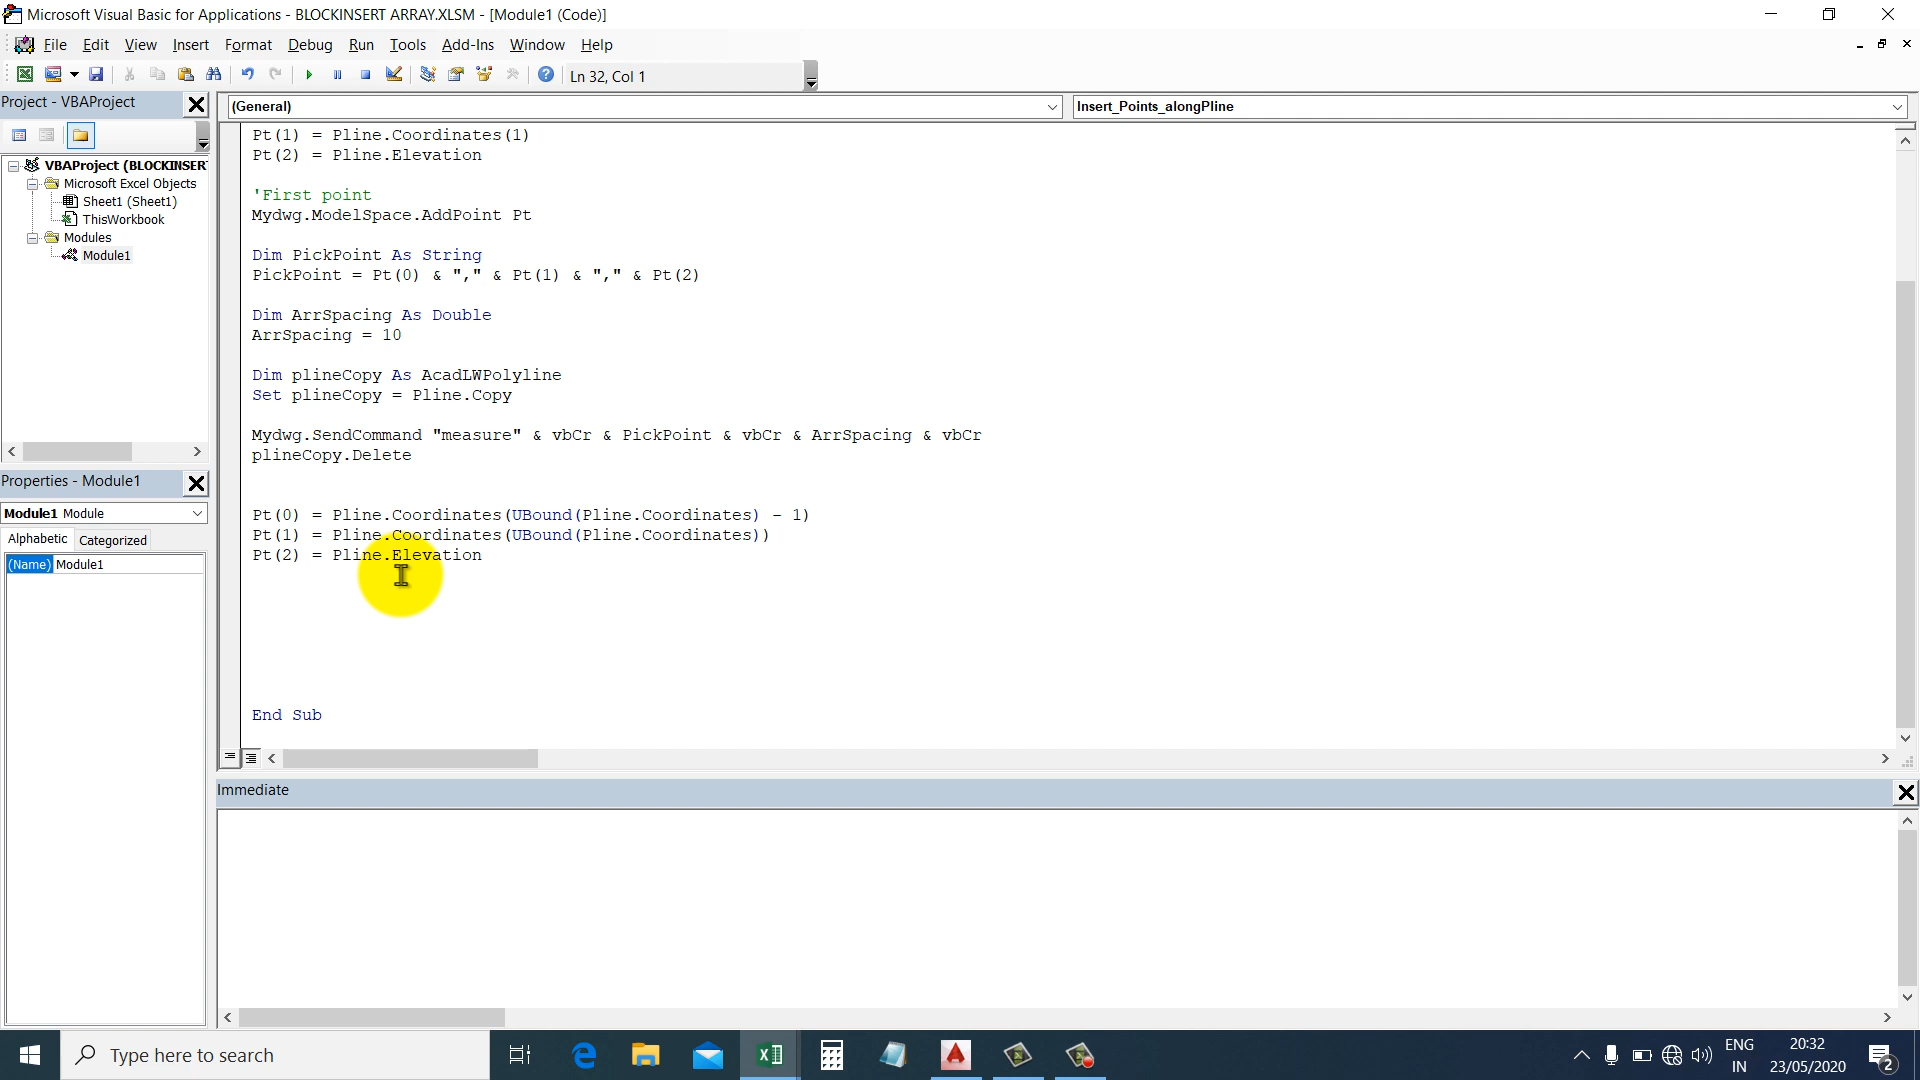 Microsoft Visual Basic for Applications - BLOCKINSERT ARRAY.XLSM - [Module1 (Code)]
File Edit View Insert Format Debug Run Tools Add-Ins Window Help
Ln 32, Col 1
Project - VBAProject
(General)
Insert_Points_alongPline
VBAProject (BLOCKINSER
Microsoft Excel Objects
Sheet1 (Sheet1)
ThisWorkbook
Modules
Module1
Pt(1) = Pline.Coordinates(1)
Pt(2) = Pline.Elevation
'First point
Mydwg.ModelSpace.AddPoint Pt
Dim PickPoint As String
PickPoint = Pt(0) & "," & Pt(1) & "," & Pt(2)
Dim ArrSpacing As Double
ArrSpacing = 10
Dim plineCopy As AcadLWPolyline
Set plineCopy = Pline.Copy
Mydwg.SendCommand "measure" & vbCr & PickPoint & vbCr & ArrSpacing & vbCr
plineCopy.Delete
Pt(0) = Pline.Coordinates(UBound(Pline.Coordinates) - 1)
Pt(1) = Pline.Coordinates(UBound(Pline.Coordinates))
Pt(2) = Pline.Elevation
End Sub
Properties - Module1
Module1 Module
Alphabetic Categorized
(Name) Module1
Immediate
Type here to search
ENG
IN
20:32
23/05/2020
2